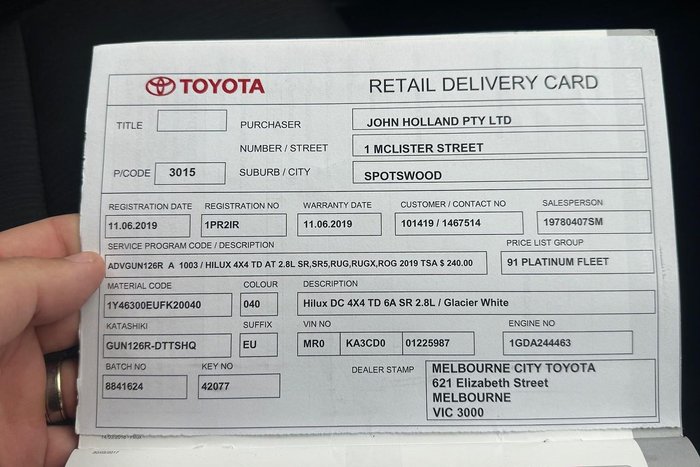 TOYOTA RETAIL DELIVERY CARD
TITLE PURCHASER JOHN HOLLAND PTY LTD
NUMBER / STREET 1 MCLISTER STREET
P/CODE 3015 SUBURB / CITY SPOTSWOOD
REGISTRATION DATE REGISTRATION NO WARRANTY DATE CUSTOMER / CONTACT NO SALESPERSON
11.06.2019 1PR2IR 11.06.2019 101419 / 1467514 19780407SM
SERVICE PROGRAM CODE / DESCRIPTION PRICE LIST GROUP
ADVGUN126R A 1003 / HILUX 4X4 TD AT 2.8L SR,SR5,RUG,RUGX,ROG 2019 TSA $ 240.00 91 PLATINUM FLEET
MATERIAL CODE COLOUR DESCRIPTION
1Y46300EUFK20040 040 Hilux DC 4X4 TD 6A SR 2.8L / Glacier White
KATASHIKI SUFFIX VIN NO ENGINE NO
GUN126R-DTTSHQ EU MR0 KA3CD0 01225987 1GDA244463
BATCH NO KEY NO DEALER STAMP MELBOURNE CITY TOYOTA
8841624 42077 621 Elizabeth Street
MELBOURNE
VIC 3000